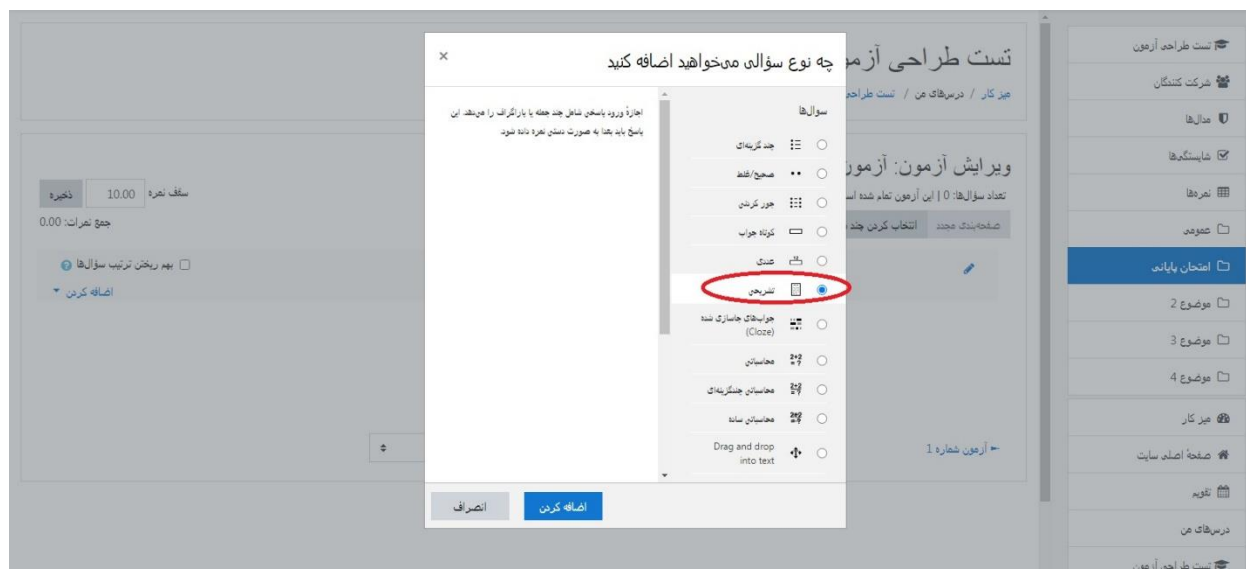 تست طراحی آزمون
شرکت کنندگان
مدال‌ها
شایستگی‌ها
نمره‌ها
عمومی
امتحان پایانی
موضوع 2
موضوع 3
موضوع 4
میز کار
صفحهٔ اصلی سایت
تقویم
درس‌های من
تست طراحی آزمون
تست طراحی آزمو
میز کار / درس‌های من / تست طراحی
ویرایش آزمون: آزمون
تعداد سؤال‌ها: 0 | این آزمون تمام شده اس
صفحه‌بندی مجدد
انتخاب کردن چند
سقف نمره 10.00 ذخیره
جمع نمرات: 0.00
بهم ریختن ترتیب سؤال‌ها
اضافه کردن
آزمون شماره 1
چه نوع سؤالی می‌خواهید اضافه کنید ×
سوال‌ها
چند گزینه‌ای
صحیح/غلط
جور کردنی
کوتاه جواب
عددی
تشریحی
جواب‌های جاسازی شده
(Cloze)
محاسباتی
محاسباتی چندگزینه‌ای
محاسباتی ساده
Drag and drop
into text
اجازهٔ ورود پاسخی شامل چند جمله یا پاراگراف را می‌دهد. این
پاسخ باید بعدا به صورت دستی نمره داده شود.
اضافه کردن
انصراف